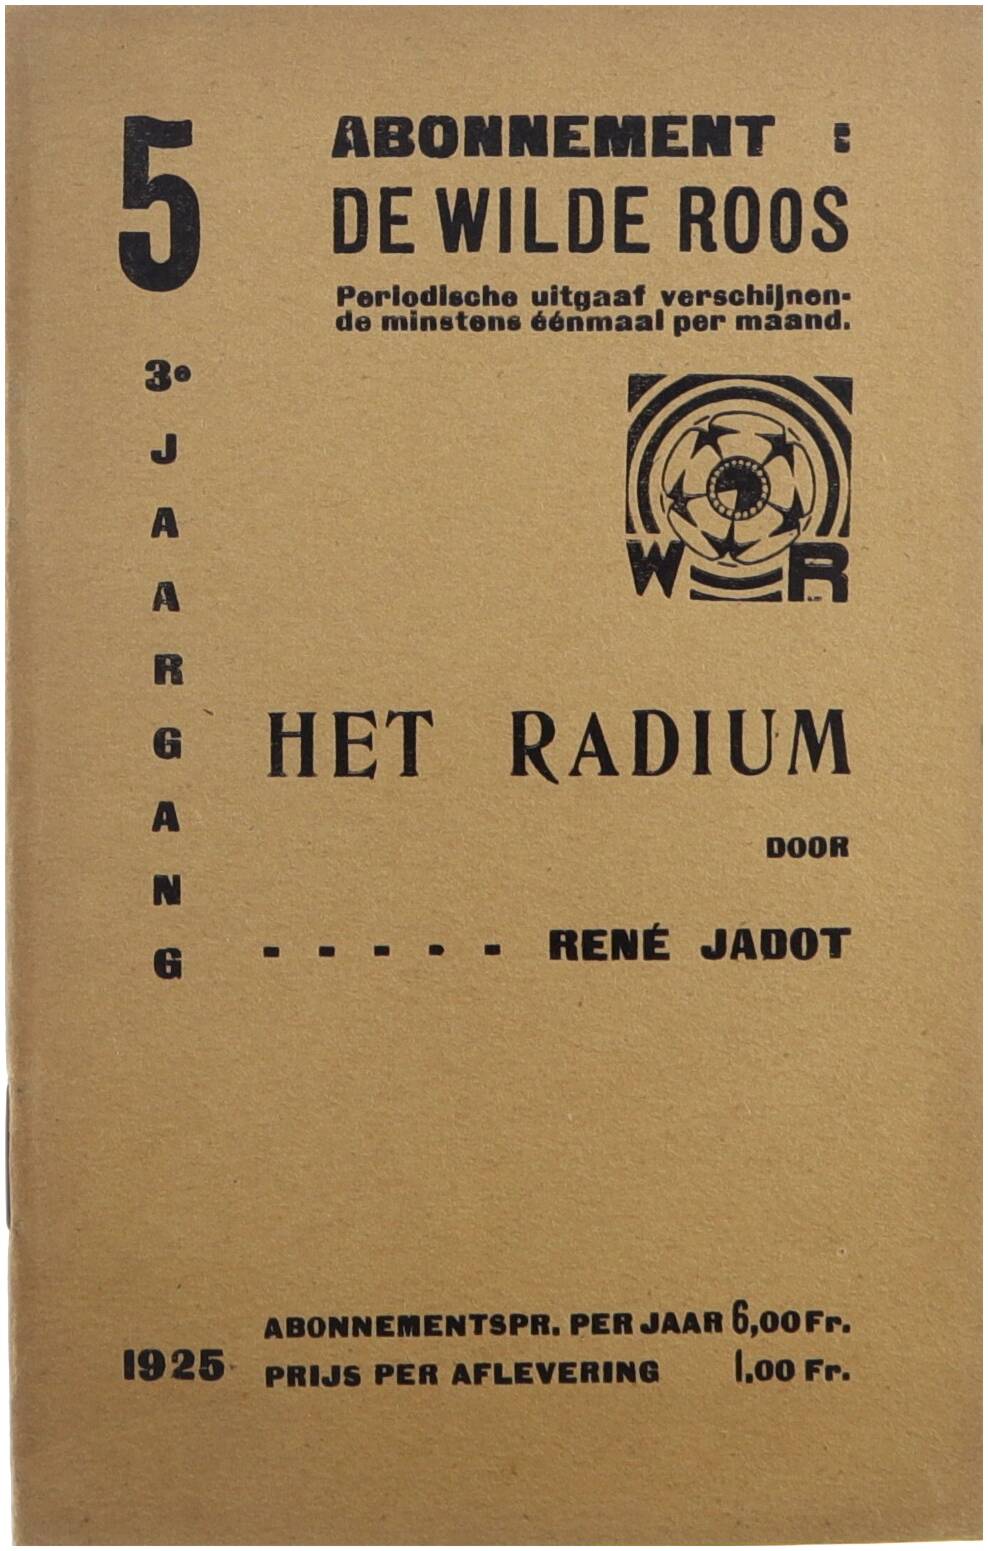 5
ABONNEMENT :
DE WILDE ROOS
Periodische uitgaaf verschijnen-
de minstens éénmaal per maand.
3e
JAARGANG
W R
HET RADIUM
DOOR
- - - - - RENÉ JADOT
1925
ABONNEMENTSPR. PER JAAR 6,00 Fr.
PRIJS PER AFLEVERING 1.00 Fr.